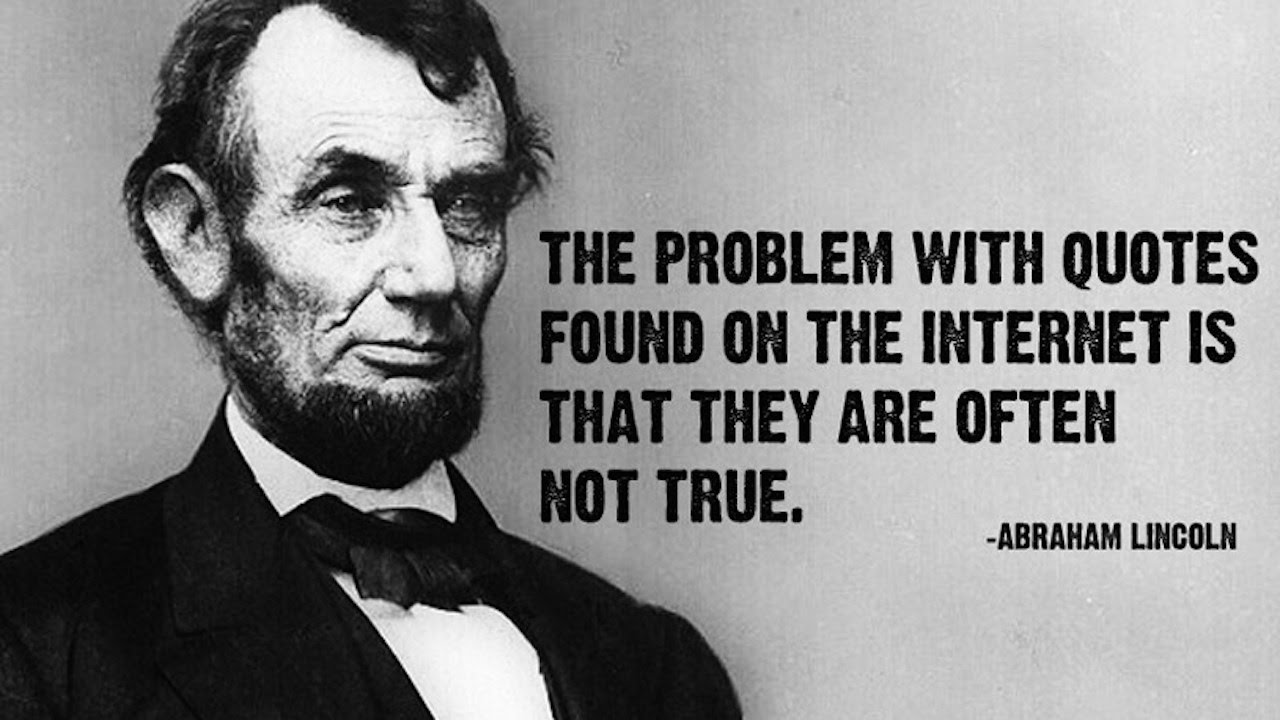 THE PROBLEM WITH QUOTES
FOUND ON THE INTERNET IS
THAT THEY ARE OFTEN
NOT TRUE.
-ABRAHAM LINCOLN